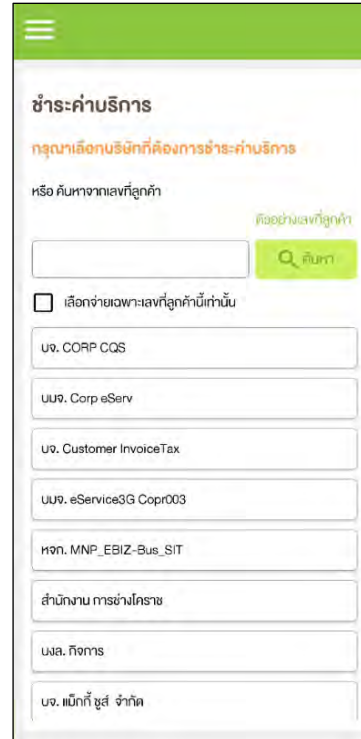 ชำระค่าบริการ
กรุณาเลือกบริษัทที่ต้องการชำระค่าบริการ
หรือ ค้นหาจากเลขที่ลูกค้า
ตัวอย่างเลขที่ลูกค้า
ค้นหา
เลือกจ่ายเฉพาะเลขที่ลูกค้านี้เท่านั้น
บจ. CORP CQS
บมจ. Corp eServ
บจ. Customer InvoiceTax
บมจ. eService3G Copr003
หจก. MNP_EBIZ-Bus_SIT
สำนักงาน การช่างโคราช
บงล. กิจการ
บจ. แม็กกี้ ชูส์ จำกัด